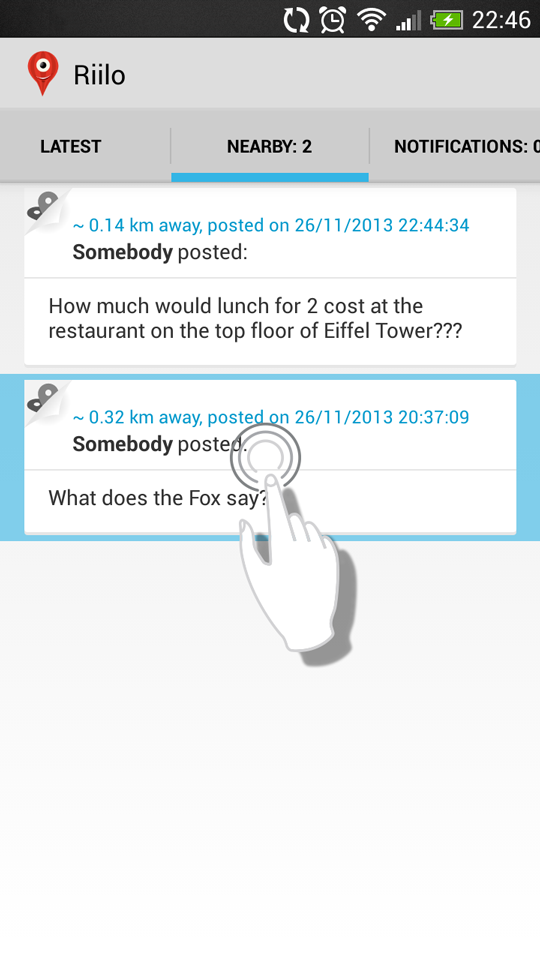 22:46
Riilo
LATEST
NEARBY: 2
NOTIFICATIONS: 0
~ 0.14 km away, posted on 26/11/2013 22:44:34
Somebody posted:
How much would lunch for 2 cost at the
restaurant on the top floor of Eiffel Tower???
~ 0.32 km away, posted on 26/11/2013 20:37:09
Somebody posted:
What does the Fox say?